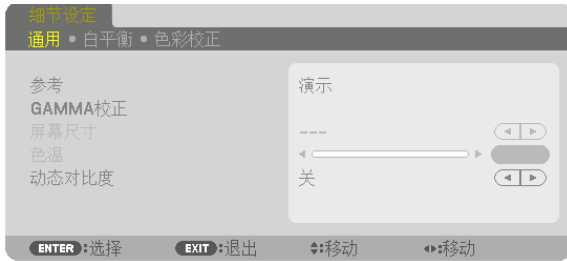 细节设定
通用 • 白平衡 • 色彩校正
参考 演示
GAMMA校正
屏幕尺寸 ---
色温
动态对比度 关
ENTER:选择 EXIT:退出 :移动 :移动